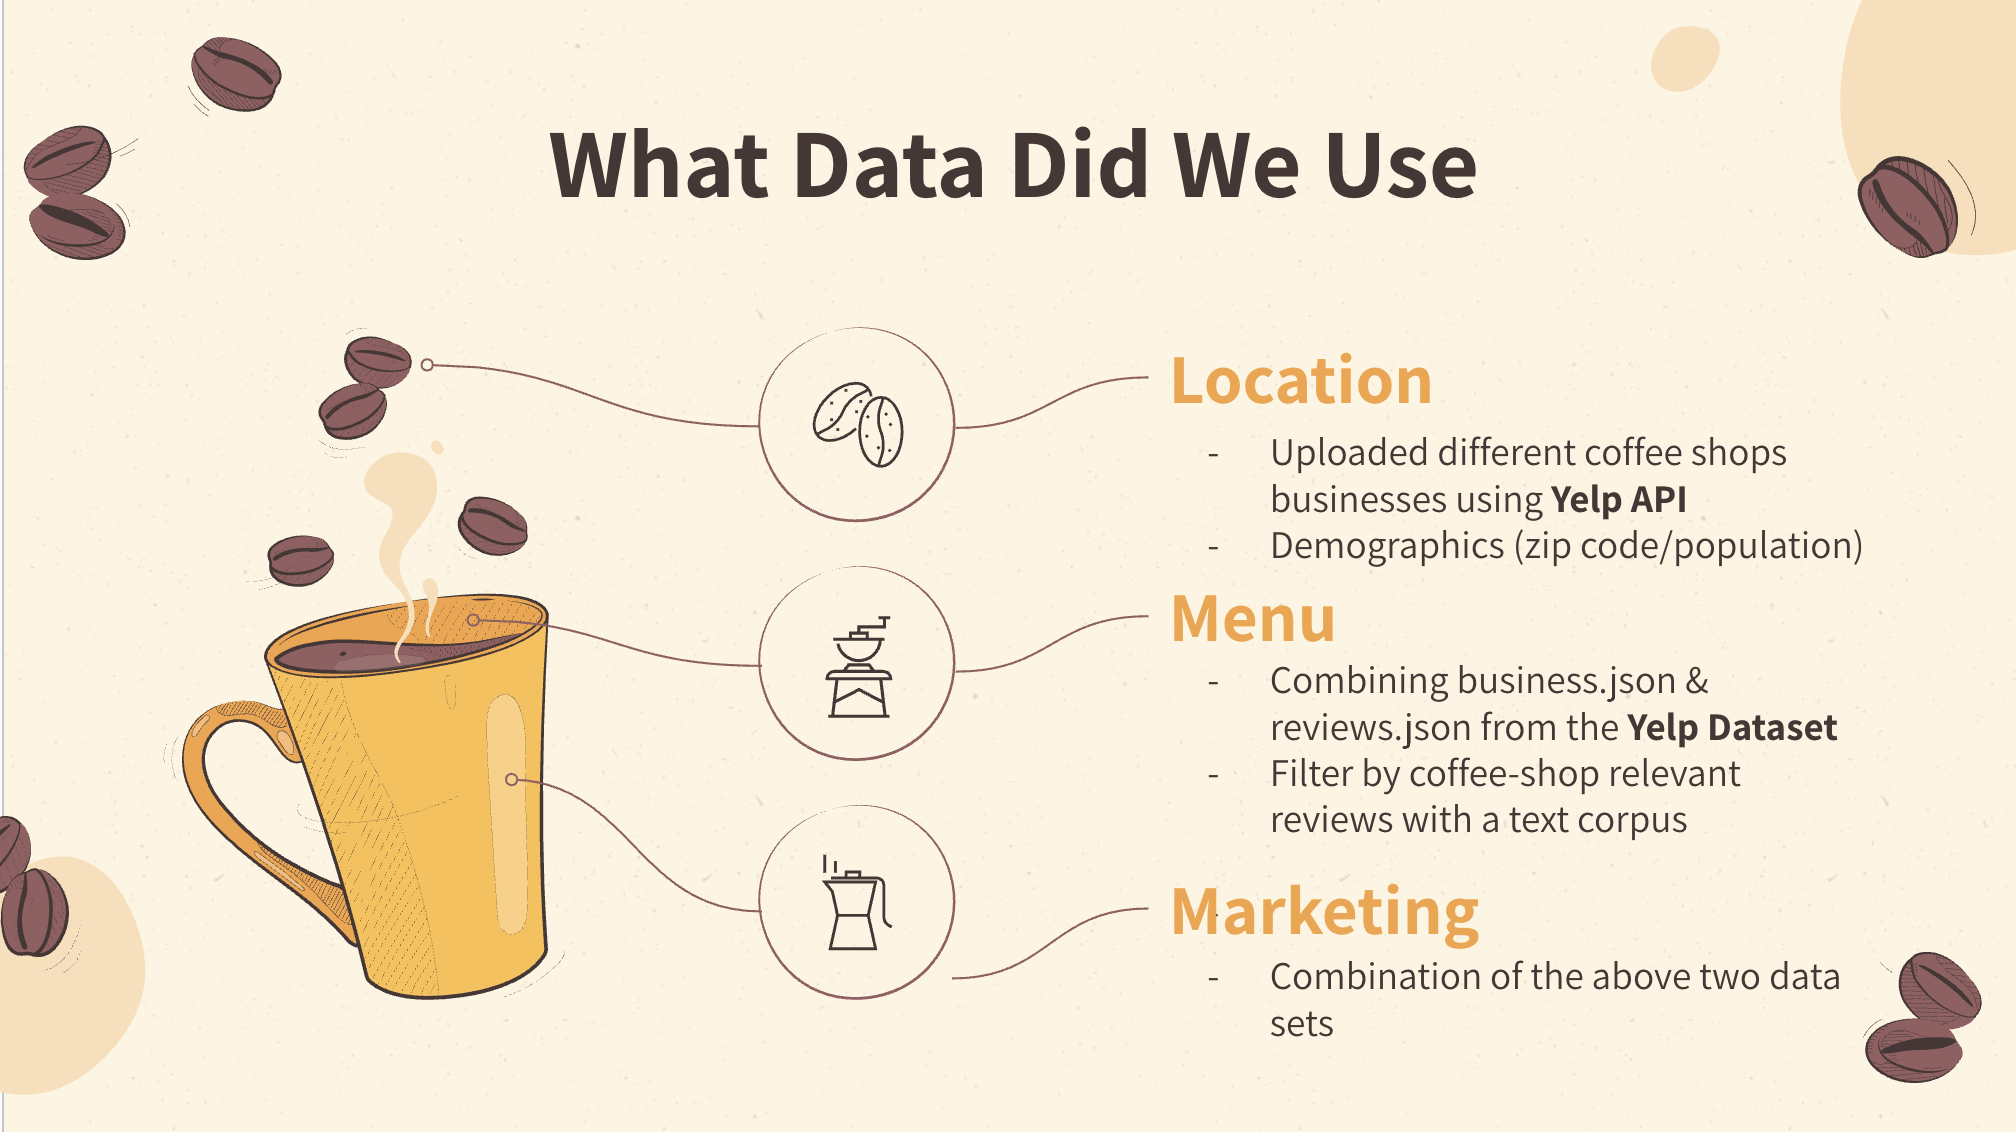 What Data Did We Use
Location
- Uploaded different coffee shops
businesses using Yelp API
- Demographics (zip code/population)
Menu
- Combining business.json &
reviews.json from the Yelp Dataset
- Filter by coffee-shop relevant
reviews with a text corpus
Marketing
- Combination of the above two data
sets